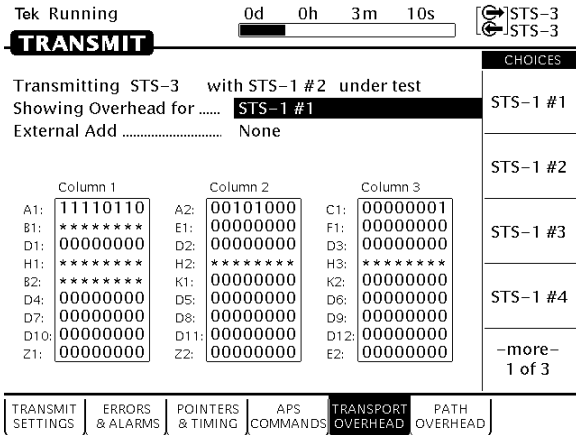 Tek Running 0d 0h 3m 10s STS-3
STS-3
TRANSMIT
CHOICES
Transmitting STS-3 with STS-1 #2 under test
Showing Overhead for ...... STS-1 #1
External Add ............................ None
STS-1 #1
STS-1 #2
STS-1 #3
STS-1 #4
-more-
1 of 3
Column 1 Column 2 Column 3
A1: 11110110 A2: 00101000 C1: 00000001
B1: ******** E1: 00000000 F1: 00000000
D1: 00000000 D2: 00000000 D3: 00000000
H1: ******** H2: ******** H3: ********
B2: ******** K1: 00000000 K2: 00000000
D4: 00000000 D5: 00000000 D6: 00000000
D7: 00000000 D8: 00000000 D9: 00000000
D10: 00000000 D11: 00000000 D12: 00000000
Z1: 00000000 Z2: 00000000 E2: 00000000
TRANSMIT SETTINGS
ERRORS & ALARMS
POINTERS & TIMING
APS COMMANDS
TRANSPORT OVERHEAD
PATH OVERHEAD